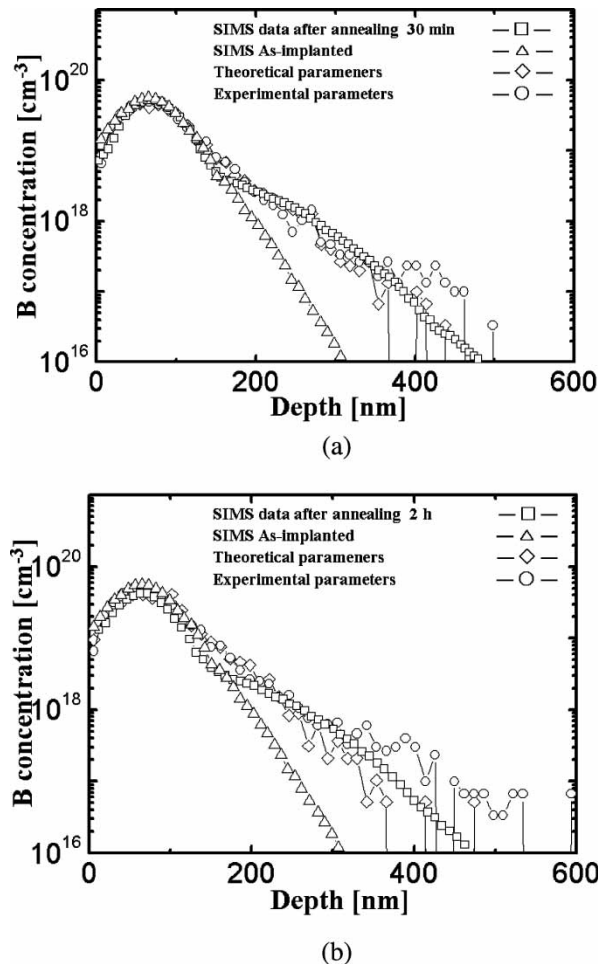 SIMS data after annealing 30 min
SIMS As-implanted
Theoretical parameners
Experimental parameters
B concentration [cm-3]
10^20
10^18
10^16
0
200
400
600
Depth [nm]
(a)
SIMS data after annealing 2 h
SIMS As-implanted
Theoretical parameners
Experimental parameters
B concentration [cm-3]
10^20
10^18
10^16
0
200
400
600
Depth [nm]
(b)